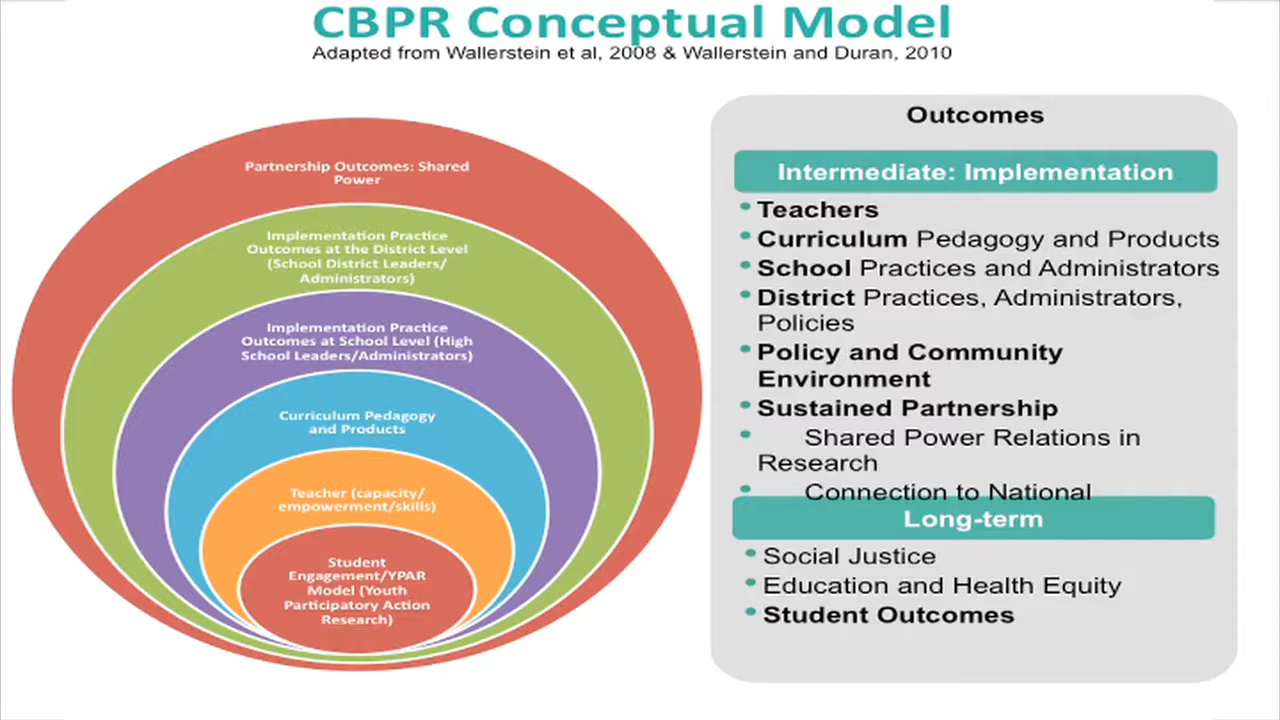 CBPR Conceptual Model
Adapted from Wallerstein et al, 2008 & Wallerstein and Duran, 2010
Partnership Outcomes: Shared
Power
Implementation Practice
Outcomes at the District Level
(School District Leaders/
Administrators)
Implementation Practice
Outcomes at School Level (High
School Leaders/Administrators)
Curriculum Pedagogy
and Products
Teacher (capacity/
empowerment/skills)
Student
Engagement/YPAR
Model (Youth
Participatory Action
Research)
Outcomes
Intermediate: Implementation
• Teachers
• Curriculum Pedagogy and Products
• School Practices and Administrators
• District Practices, Administrators,
Policies
• Policy and Community
Environment
• Sustained Partnership
• Shared Power Relations in
Research
• Connection to National
Long-term
• Social Justice
• Education and Health Equity
• Student Outcomes